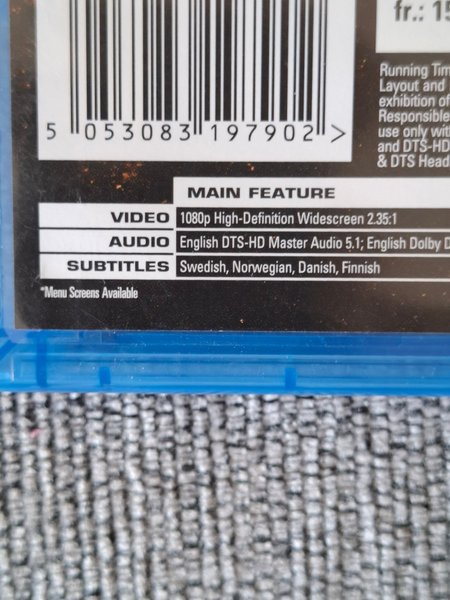 fr.: 15
5 053083 197902 >
Running Tim
Layout and
exhibition of
Responsible
use only with
and DTS-HD
& DTS Head
MAIN FEATURE
VIDEO 1080p High-Definition Widescreen 2.35:1
AUDIO English DTS-HD Master Audio 5.1; English Dolby D
SUBTITLES Swedish, Norwegian, Danish, Finnish
*Menu Screens Available